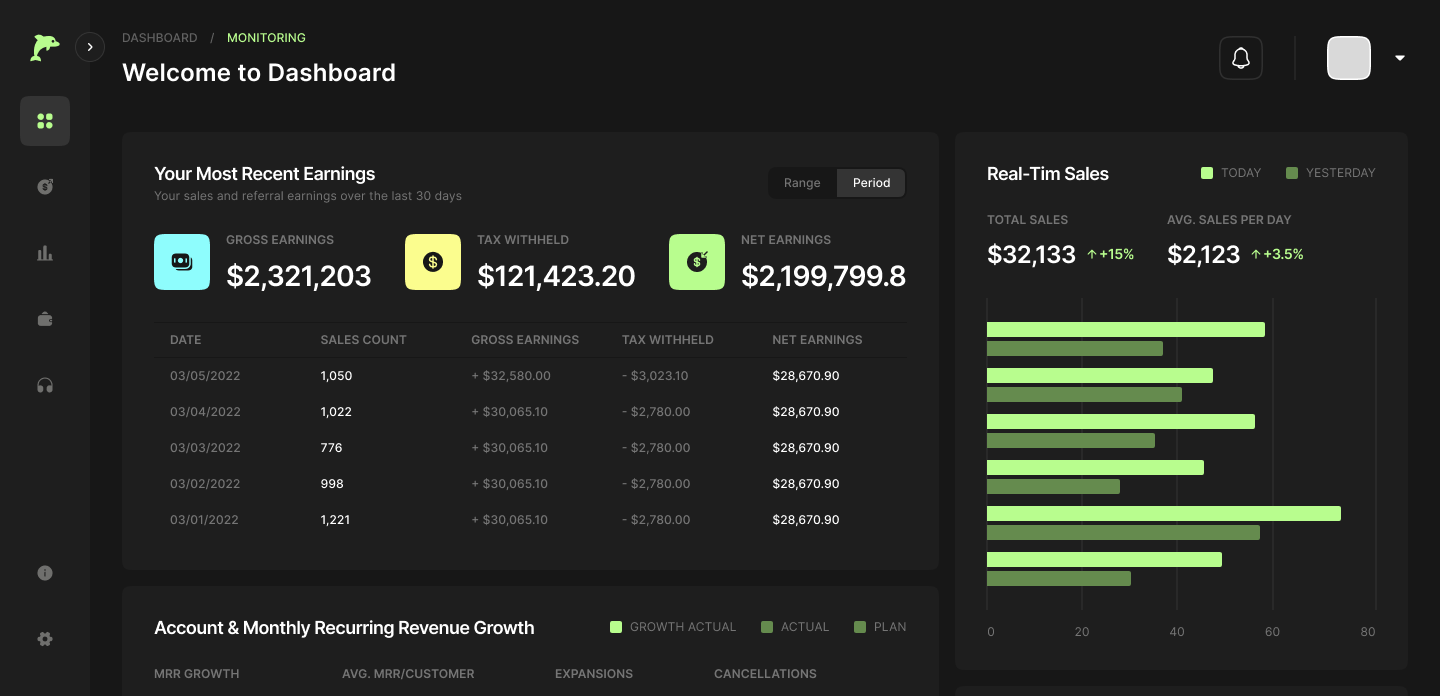 DASHBOARD / MONITORING
Welcome to Dashboard
Your Most Recent Earnings
Your sales and referral earnings over the last 30 days
Range Period
GROSS EARNINGS
$2,321,203
TAX WITHHELD
$121,423.20
NET EARNINGS
$2,199,799.8
DATE SALES COUNT GROSS EARNINGS TAX WITHHELD NET EARNINGS
03/05/2022 1,050 + $32,580.00 - $3,023.10 $28,670.90
03/04/2022 1,022 + $30,065.10 - $2,780.00 $28,670.90
03/03/2022 776 + $30,065.10 - $2,780.00 $28,670.90
03/02/2022 998 + $30,065.10 - $2,780.00 $28,670.90
03/01/2022 1,221 + $30,065.10 - $2,780.00 $28,670.90
Real-Tim Sales
TODAY YESTERDAY
TOTAL SALES
$32,133 +15%
AVG. SALES PER DAY
$2,123 +3.5%
0 20 40 60 80
Account & Monthly Recurring Revenue Growth
GROWTH ACTUAL ACTUAL PLAN
MRR GROWTH AVG. MRR/CUSTOMER EXPANSIONS CANCELLATIONS